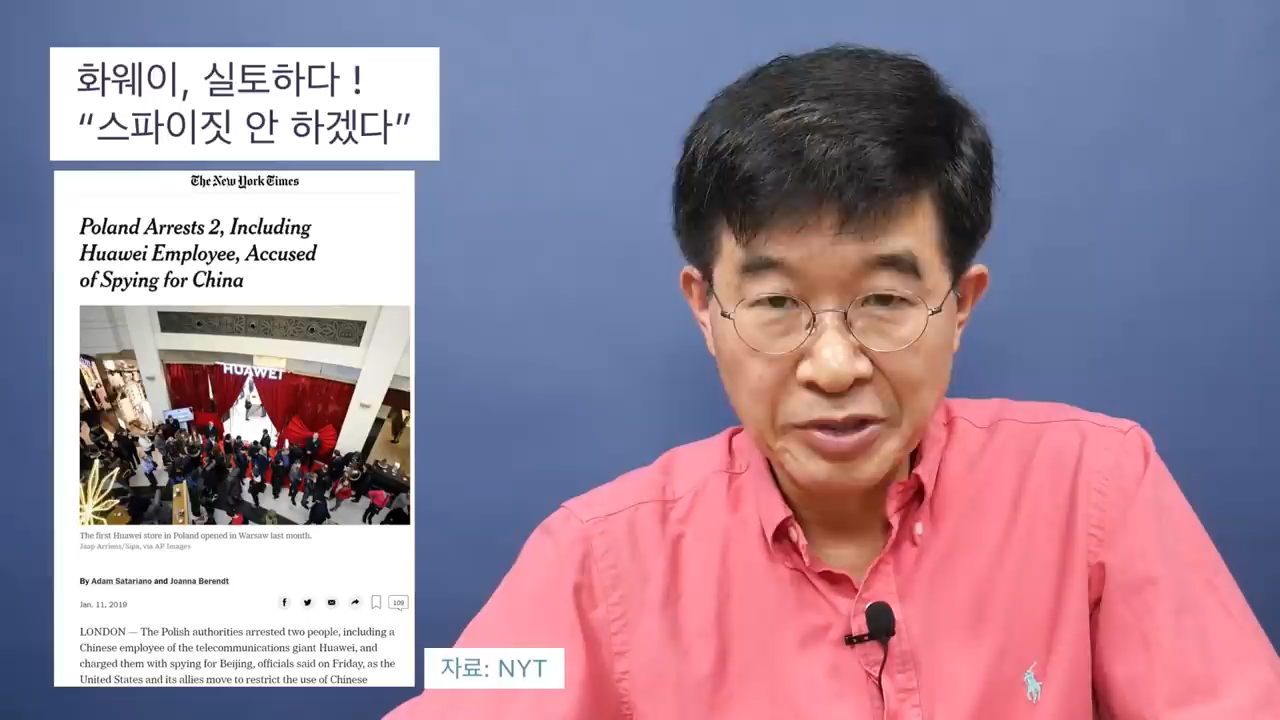 화웨이, 실토하다 !
“스파이짓 안 하겠다”
The New York Times
Poland Arrests 2, Including
Huawei Employee, Accused
of Spying for China
HUAWEI
The first Huawei store in Poland opened in Warsaw last month.
Jaap Arriens/Sipa, via AP Images
By Adam Satariano and Joanna Berendt
Jan. 11, 2019
109
LONDON — The Polish authorities arrested two people, including a
Chinese employee of the telecommunications giant Huawei, and
charged them with spying for Beijing, officials said on Friday, as the
United States and its allies move to restrict the use of Chinese
자료: NYT